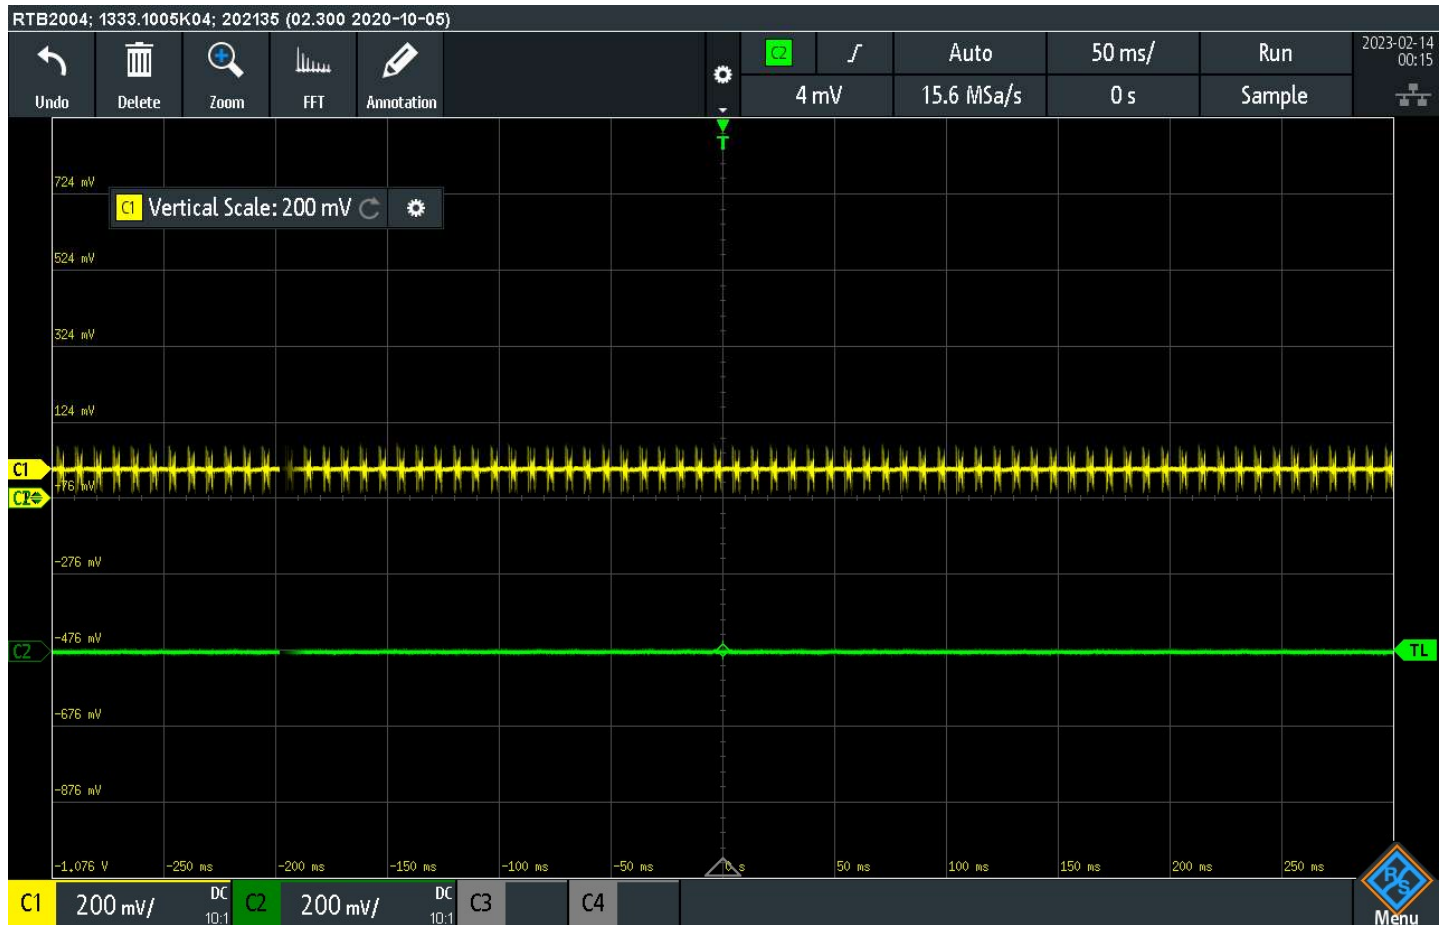 RTB2004; 1333.1005K04; 202135 (02.300 2020-10-05)
Undo Delete Zoom FFT Annotation
C2 Auto 50 ms/ Run
4 mV 15.6 MSa/s 0 s Sample
2023-02-14
00:15
T
724 mV
C1 Vertical Scale: 200 mV
524 mV
324 mV
124 mV
C1
-76 mV
-276 mV
-476 mV
C2
TL
-676 mV
-876 mV
-1.076 V -250 ms -200 ms -150 ms -100 ms -50 ms 0 s 50 ms 100 ms 150 ms 200 ms 250 ms
C1 200 mV/ DC 10:1 C2 200 mV/ DC 10:1 C3 C4
R&S
Menu